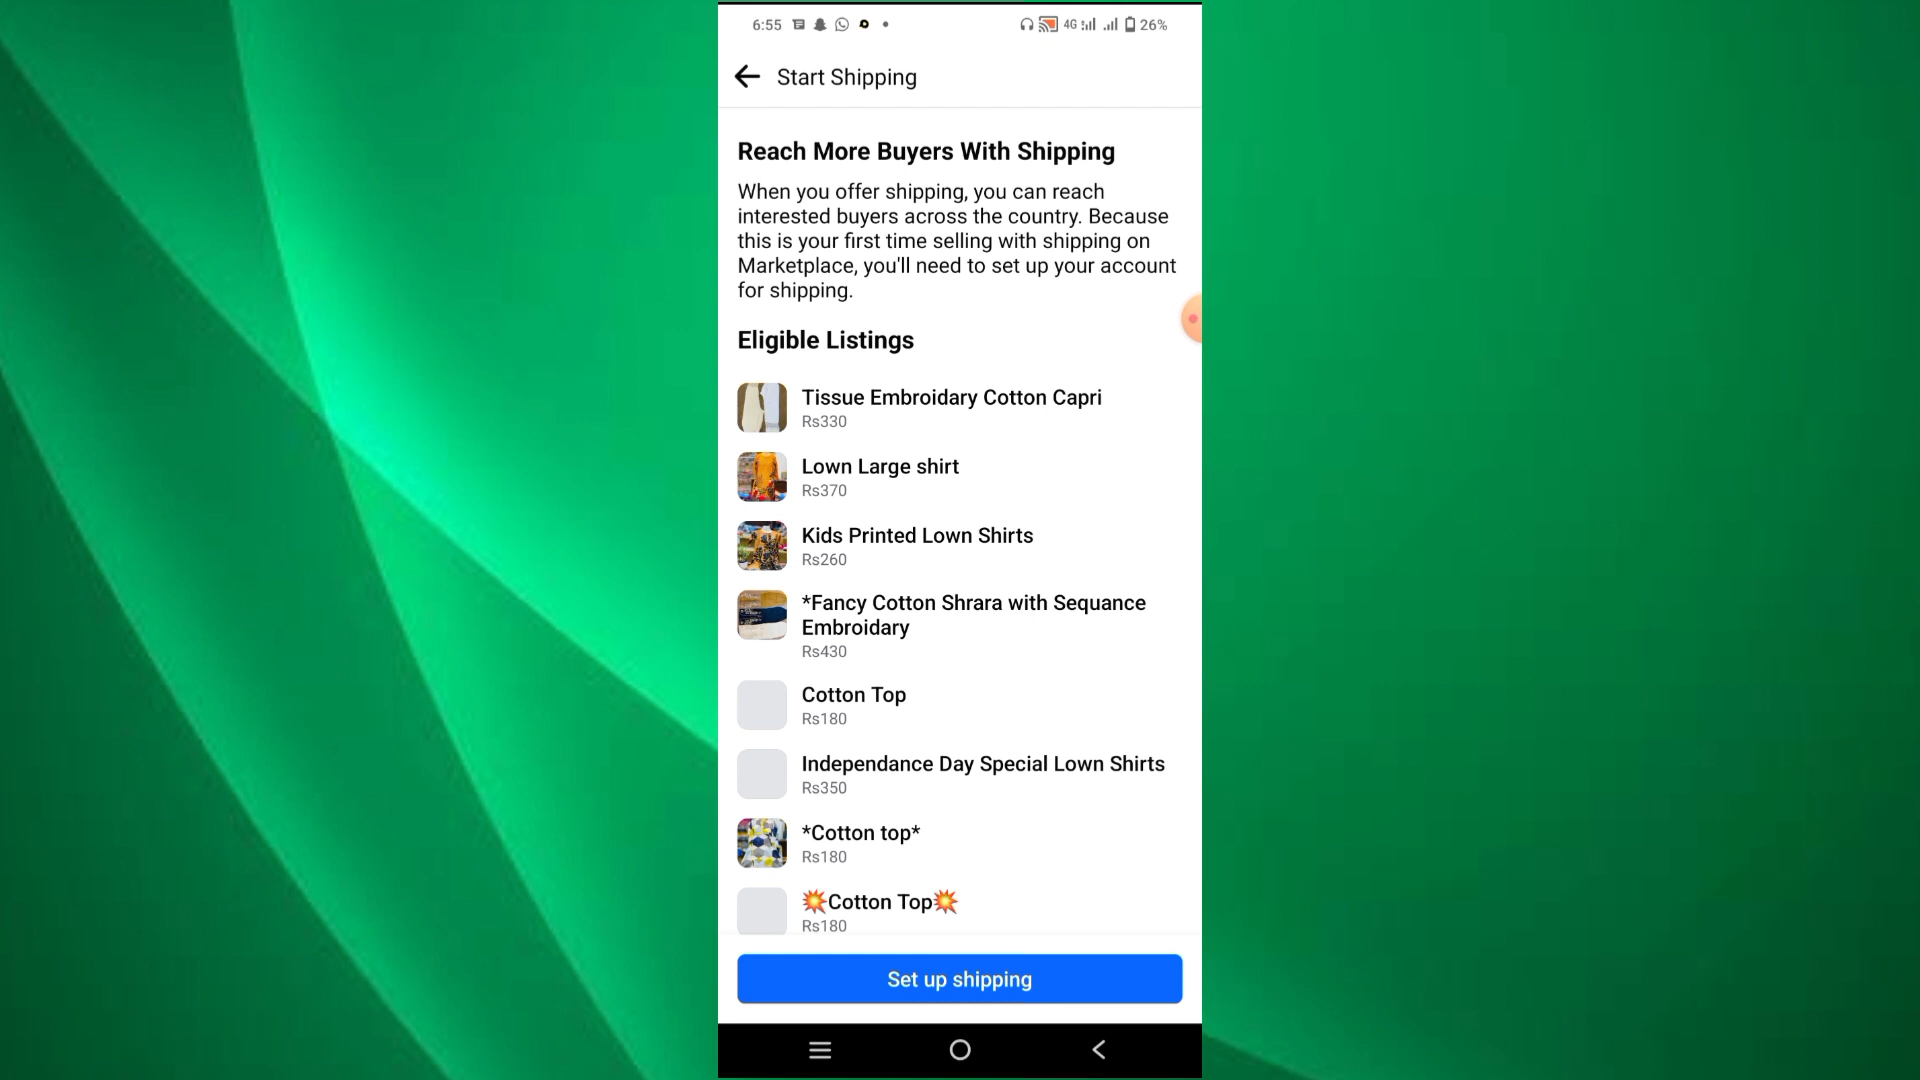 6:55 4G 26%
Start Shipping
Reach More Buyers With Shipping
When you offer shipping, you can reach
interested buyers across the country. Because
this is your first time selling with shipping on
Marketplace, you'll need to set up your account
for shipping.
Eligible Listings
Tissue Embroidary Cotton Capri
Rs330
Lown Large shirt
Rs370
Kids Printed Lown Shirts
Rs260
*Fancy Cotton Shrara with Sequance
Embroidary
Rs430
Cotton Top
Rs180
Independance Day Special Lown Shirts
Rs350
*Cotton top*
Rs180
💥Cotton Top💥
Rs180
Set up shipping